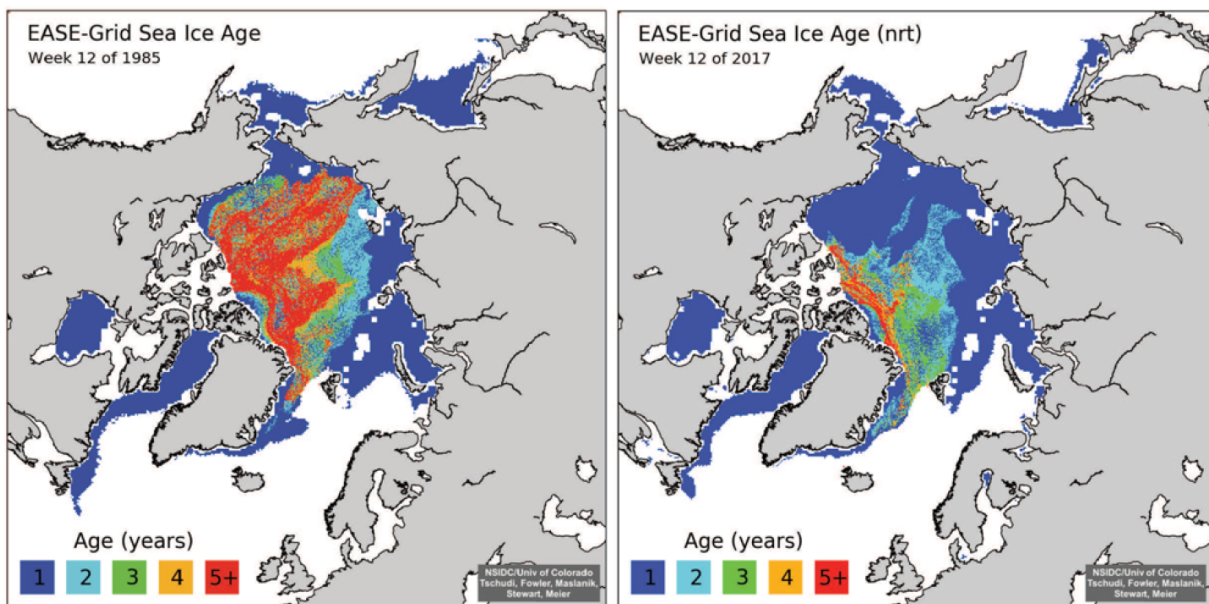 EASE-Grid Sea Ice Age
Week 12 of 1985
Age (years)
1 2 3 4 5+
NSIDC/Univ of Colorado
Tschudi, Fowler, Maslanik,
Stewart, Meier
EASE-Grid Sea Ice Age (nrt)
Week 12 of 2017
Age (years)
1 2 3 4 5+
NSIDC/Univ of Colorado
Tschudi, Fowler, Maslanik,
Stewart, Meier